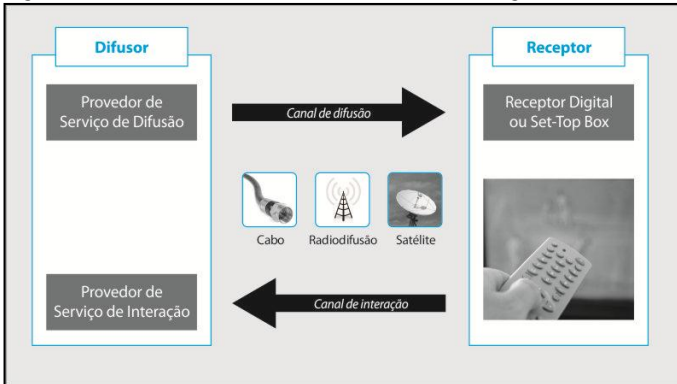 Difusor
Receptor
Provedor de
Serviço de Difusão
Canal de difusão
Receptor Digital
ou Set-Top Box
Cabo
Radiodifusão
Satélite
Provedor de
Serviço de Interação
Canal de interação